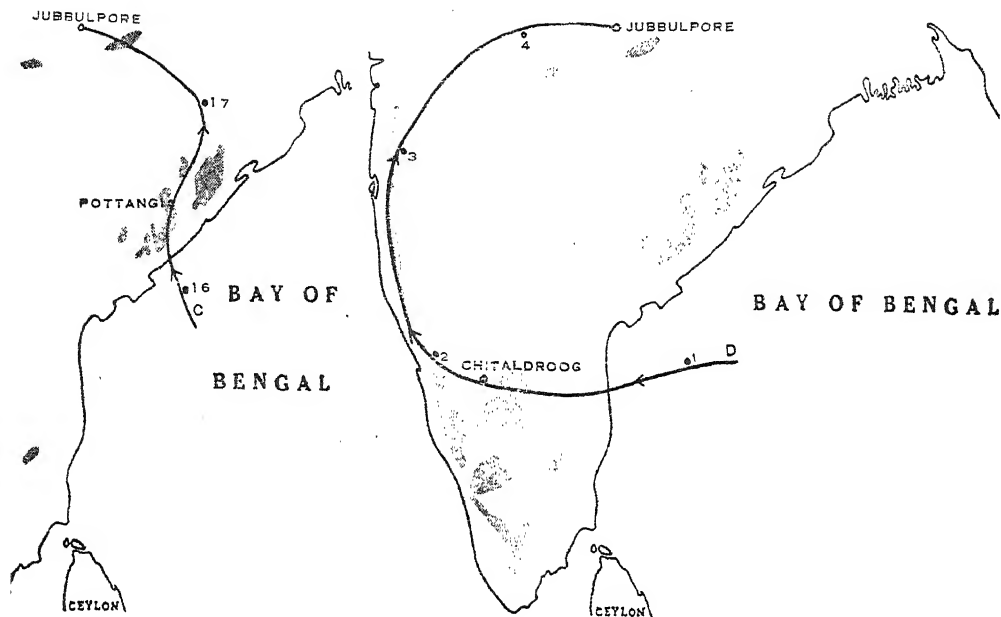 JUBBULPORE
17
POTTANGI
16
C
BAY OF
BENGAL
CEYLON
4
JUBBULPORE
3
2
CHITALDROOG
1
D
BAY OF BENGAL
CEYLON